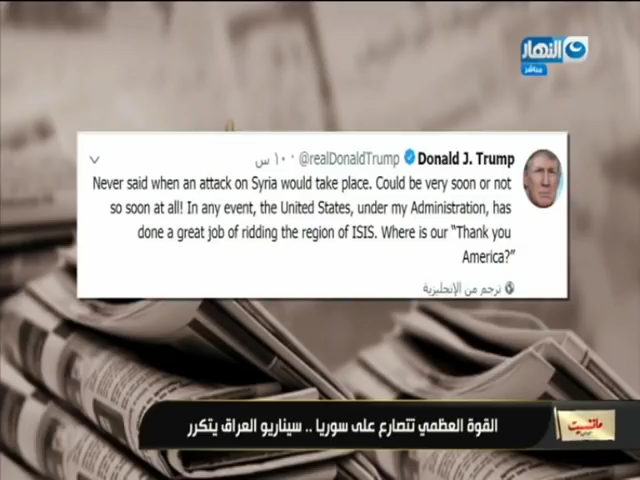 النهار
مباشر
Donald J. Trump @realDonaldTrump · ١٠ س
Never said when an attack on Syria would take place. Could be very soon or not
so soon at all! In any event, the United States, under my Administration, has
done a great job of ridding the region of ISIS. Where is our “Thank you
America?”
ترجم من الإنجليزية
القوة العظمي تتصارع على سوريا .. سيناريو العراق يتكرر
مانشيت